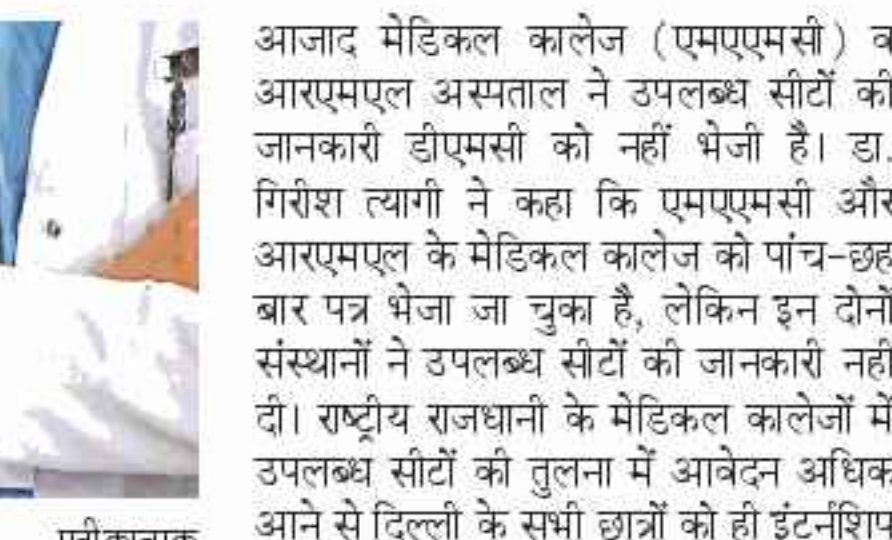 आजाद मेडिकल कालेज (एमएएमसी) व
आरएमएल अस्पताल ने उपलब्ध सीटों की
जानकारी डीएमसी को नहीं भेजी है। डा.
गिरीश त्यागी ने कहा कि एमएएमसी और
आरएमएल के मेडिकल कालेज को पांच-छह
बार पत्र भेजा जा चुका है, लेकिन इन दोनों
संस्थानों ने उपलब्ध सीटों की जानकारी नहीं
दी। राष्ट्रीय राजधानी के मेडिकल कालेजों में
उपलब्ध सीटों की तुलना में आवेदन अधिक
आने से दिल्ली के सभी छात्रों को ही इंटर्नशिप